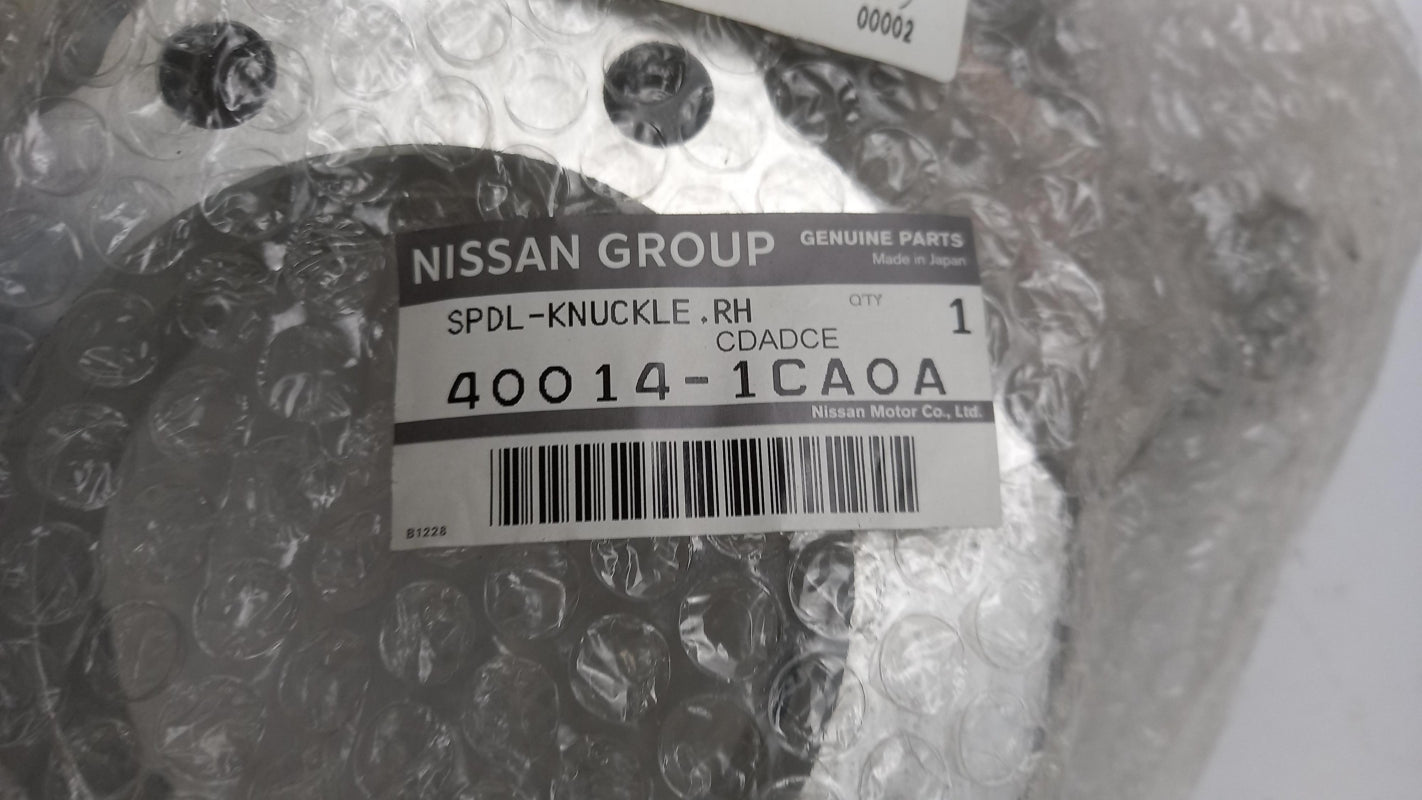 00002
NISSAN GROUP GENUINE PARTS
Made in Japan
SPDL-KNUCKLE.RH QTY 1
CDADCE
40014-1CA0A
Nissan Motor Co., Ltd.
B1228